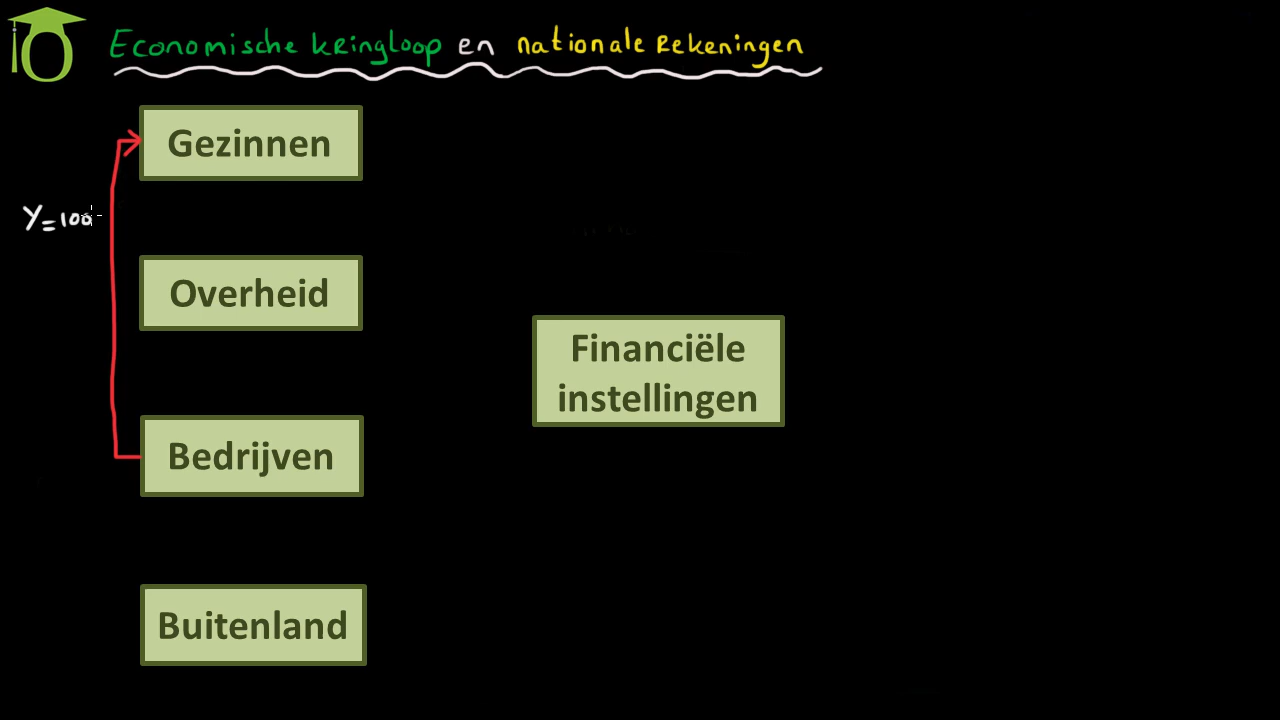 Economische kringloop en nationale rekeningen
Gezinnen
Y=100
Overheid
Financiële
instellingen
Bedrijven
Buitenland